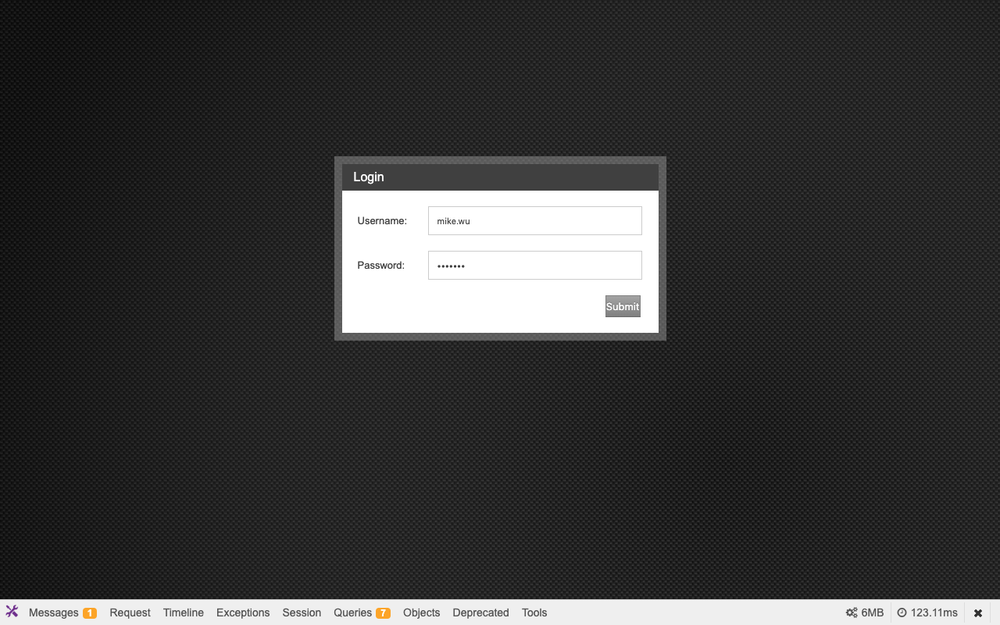 Login
Username: mike.wu
Password: •••••••
Submit
Messages 1 Request Timeline Exceptions Session Queries 7 Objects Deprecated Tools 6MB 123.11ms